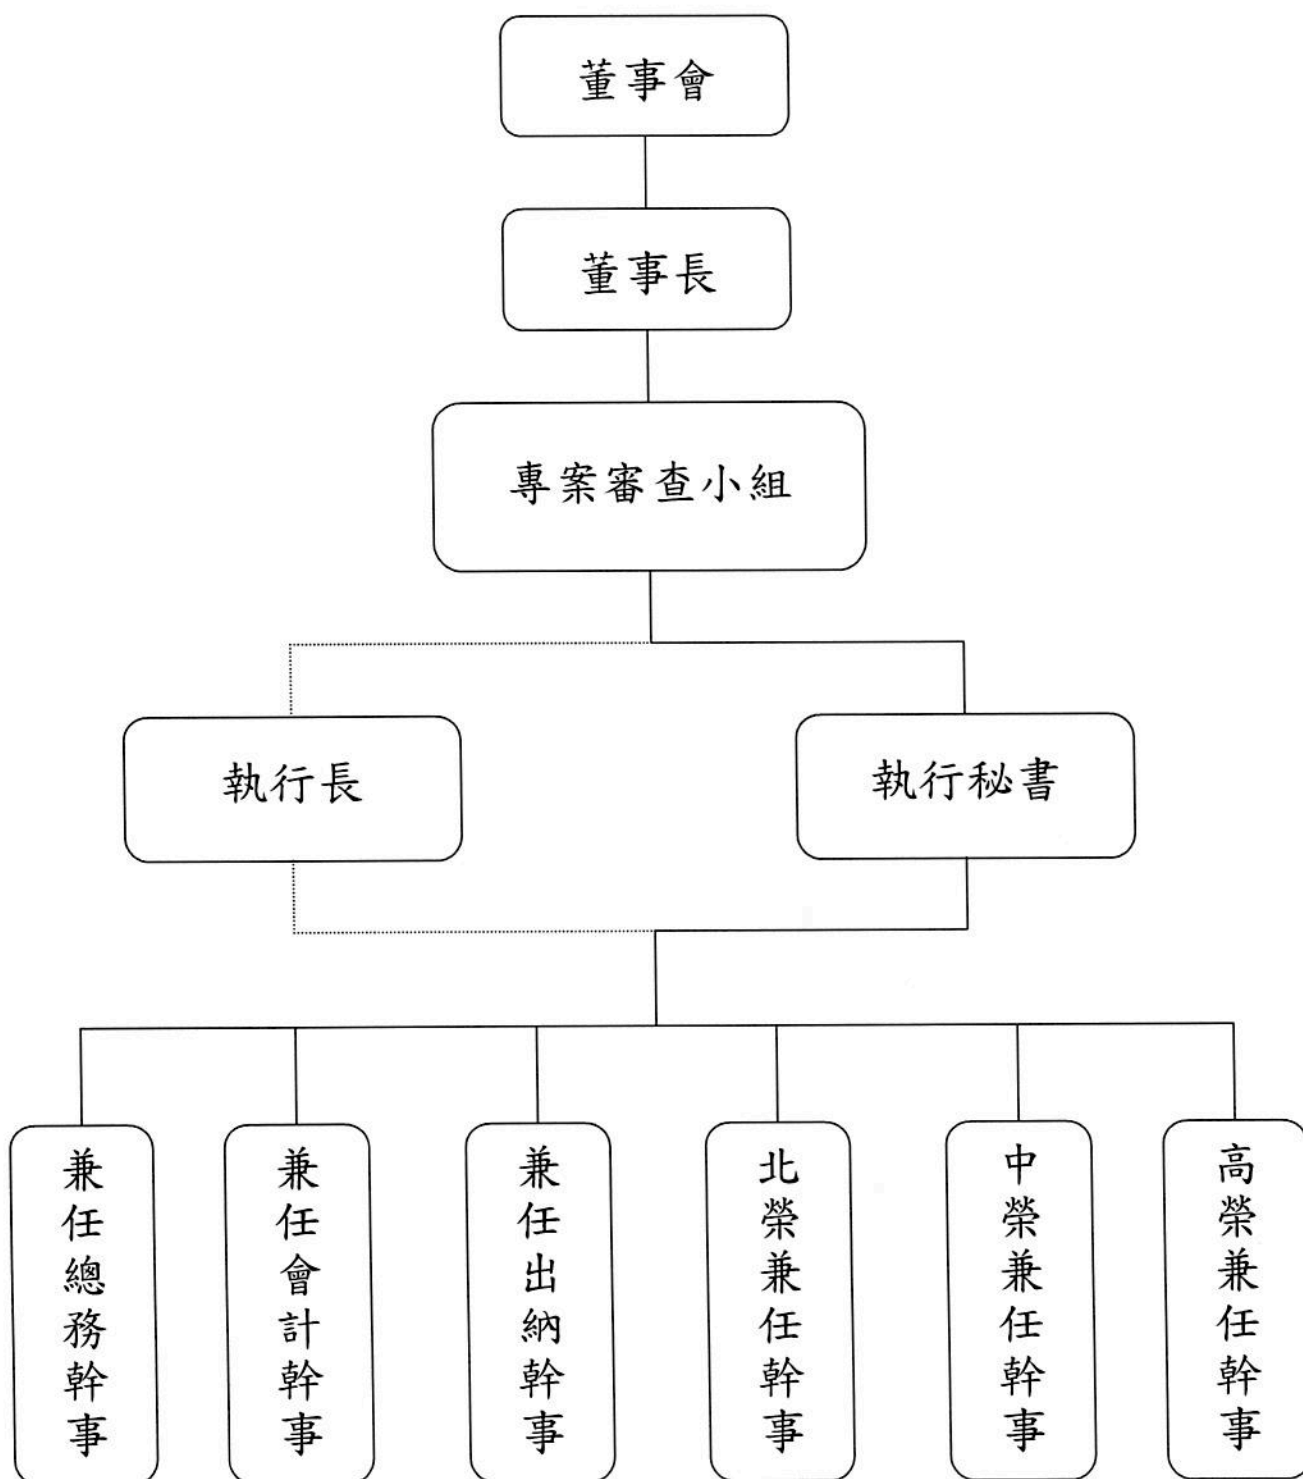 董事會
董事長
專案審查小組
執行長
執行秘書
兼任總務幹事
兼任會計幹事
兼任出納幹事
北榮兼任幹事
中榮兼任幹事
高榮兼任幹事